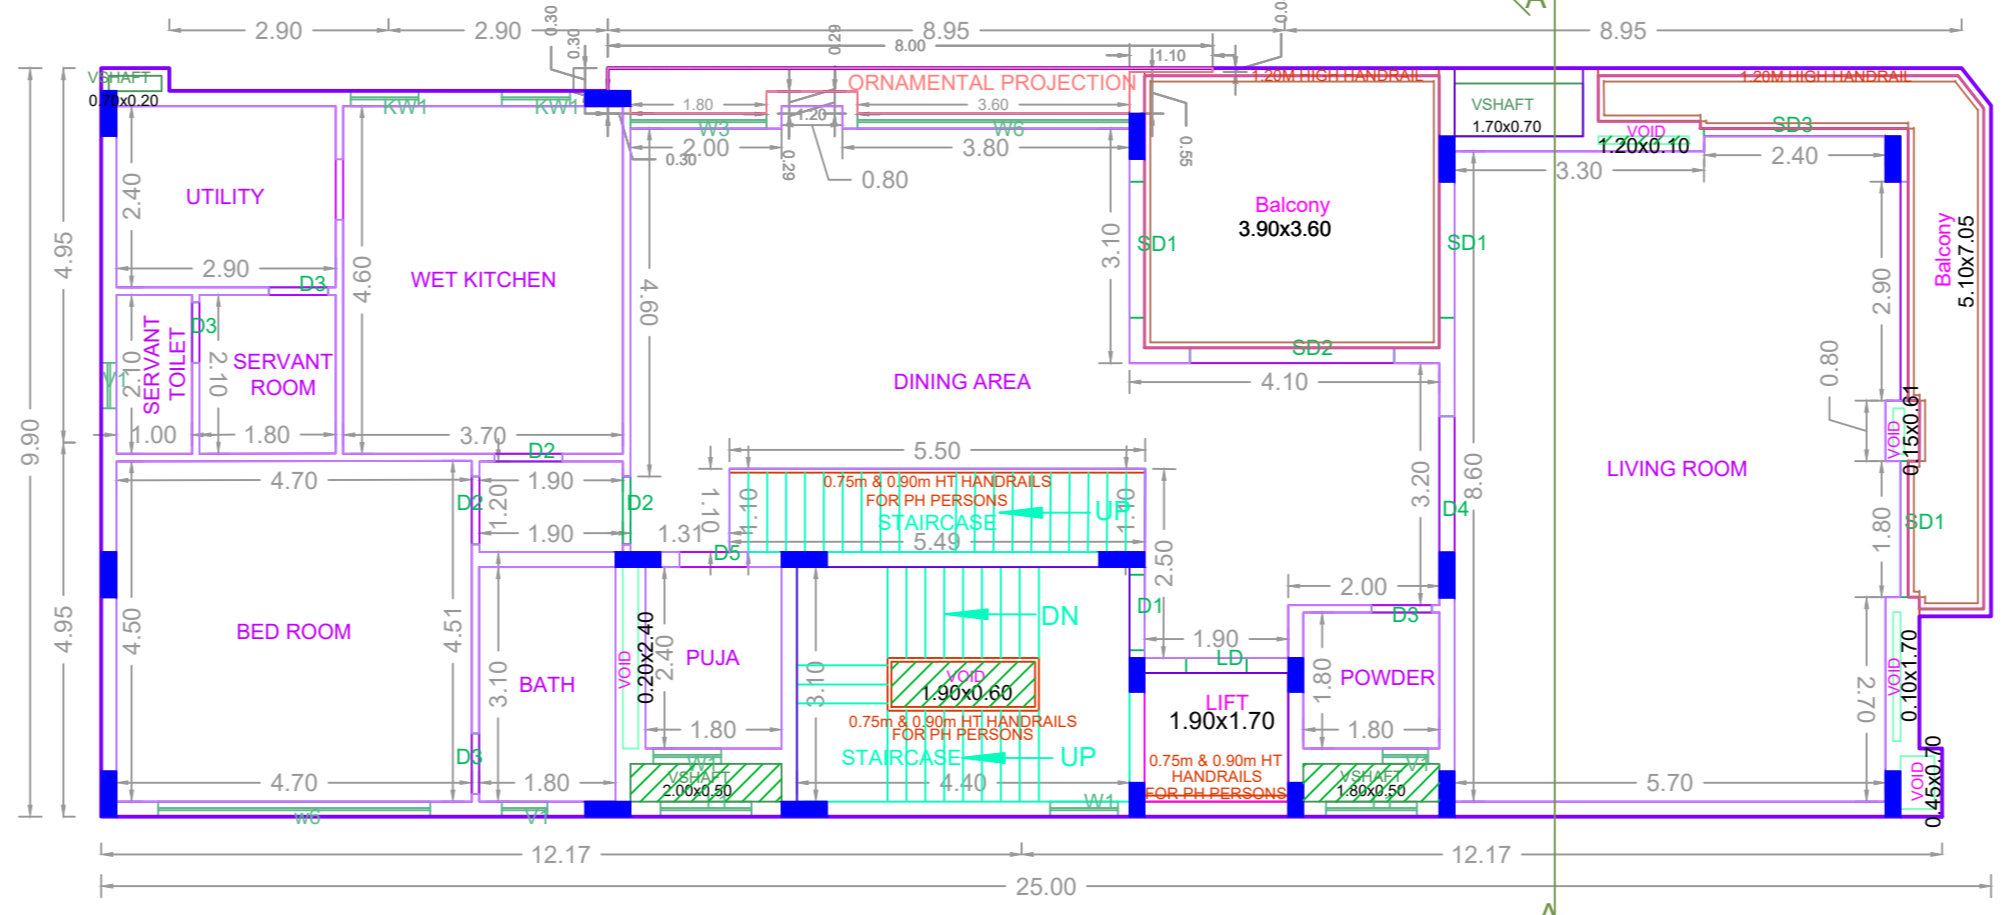 A
0.30
2.90
2.90
8.95
8.95
0.30
0.29
8.00
1.10
VSHAFT
0.70x0.20
KW1
KW1
ORNAMENTAL PROJECTION
1.20M HIGH HANDRAIL
1.20M HIGH HANDRAIL
1.80
1.20
3.60
VSHAFT
1.70x0.70
W3
W6
VOID
1.20x0.10
SD3
2.00
0.30
0.29
0.80
3.80
0.55
3.30
2.40
UTILITY
2.40
2.90
D3
WET KITCHEN
4.60
4.60
3.10
SD1
Balcony
3.90x3.60
SD1
2.90
Balcony
5.10x7.05
4.95
9.90
SERVANT
TOILET
2.10
V1
D3
2.10
SERVANT
ROOM
1.00
1.80
3.70
DINING AREA
SD2
4.10
0.80
VOID
0.15x0.61
LIVING ROOM
8.60
3.20
D4
4.70
D2
1.90
D2
1.20
D2
1.90
1.31
5.50
1.10
1.10
0.75m & 0.90m HT HANDRAILS
FOR PH PERSONS
STAIRCASE
UP
1.10
5.49
D5
2.50
2.00
1.80
SD1
4.95
BED ROOM
4.50
4.51
BATH
3.10
VOID
0.20x2.40
2.40
PUJA
3.10
DN
D1
1.90
LD
D3
VOID
1.90x0.60
0.75m & 0.90m HT HANDRAILS
FOR PH PERSONS
STAIRCASE
UP
LIFT
1.90x1.70
1.80
POWDER
1.80
2.70
VOID
0.10x1.70
D3
4.70
1.80
1.80
W1
VSHAFT
2.00x0.50
4.40
W1
0.75m & 0.90m HT
HANDRAILS
FOR PH PERSONS
V1
VSHAFT
1.80x0.50
5.70
VOID
0.45x0.70
w6
V1
12.17
12.17
25.00
A